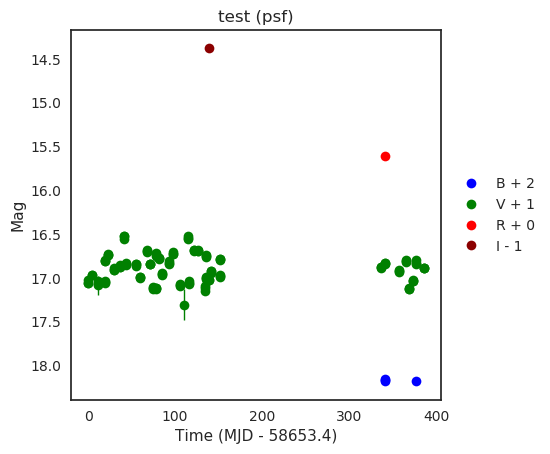 test (psf)
14.5
15.0
15.5
16.0
16.5
17.0
17.5
18.0
Mag
0
100
200
300
400
Time (MJD - 58653.4)
B + 2
V + 1
R + 0
I - 1